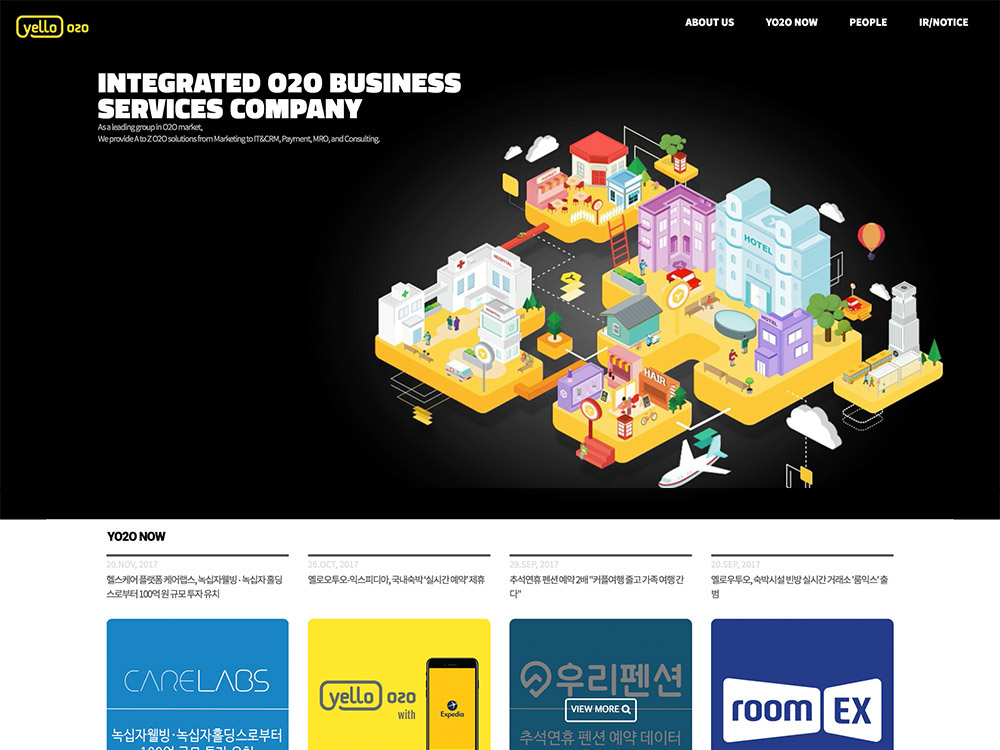 yello o2o
ABOUT US YO2O NOW PEOPLE IR/NOTICE
INTEGRATED O2O BUSINESS
SERVICES COMPANY
As a leading group in O2O market,
We provide A to Z O2O solutions from Marketing to IT&CRM, Payment, MRO, and Consulting.
HOSPITAL
HOTEL
HOTEL
HAIR
YO2O NOW
20.NOV, 2017
헬스케어 플랫폼 케어랩스, 녹십자웰빙·녹십자 홀딩
스로부터 100억 원 규모 투자 유치
26.OCT, 2017
옐로오투오-익스피디아, 국내숙박 '실시간 예약' 제휴
29.SEP, 2017
추석연휴 펜션 예약 2배 "커플여행 줄고 가족 여행 간
다"
20.SEP, 2017
옐로우투오, 숙박시설 빈방 실시간 거래소 '룸익스' 출
범
CARELABS
녹십자웰빙·녹십자홀딩스로부터
100억 규모 투자 유치
yello o2o
with
Expedia
우리펜션
VIEW MORE
추석연휴 펜션 예약 데이터
room EX